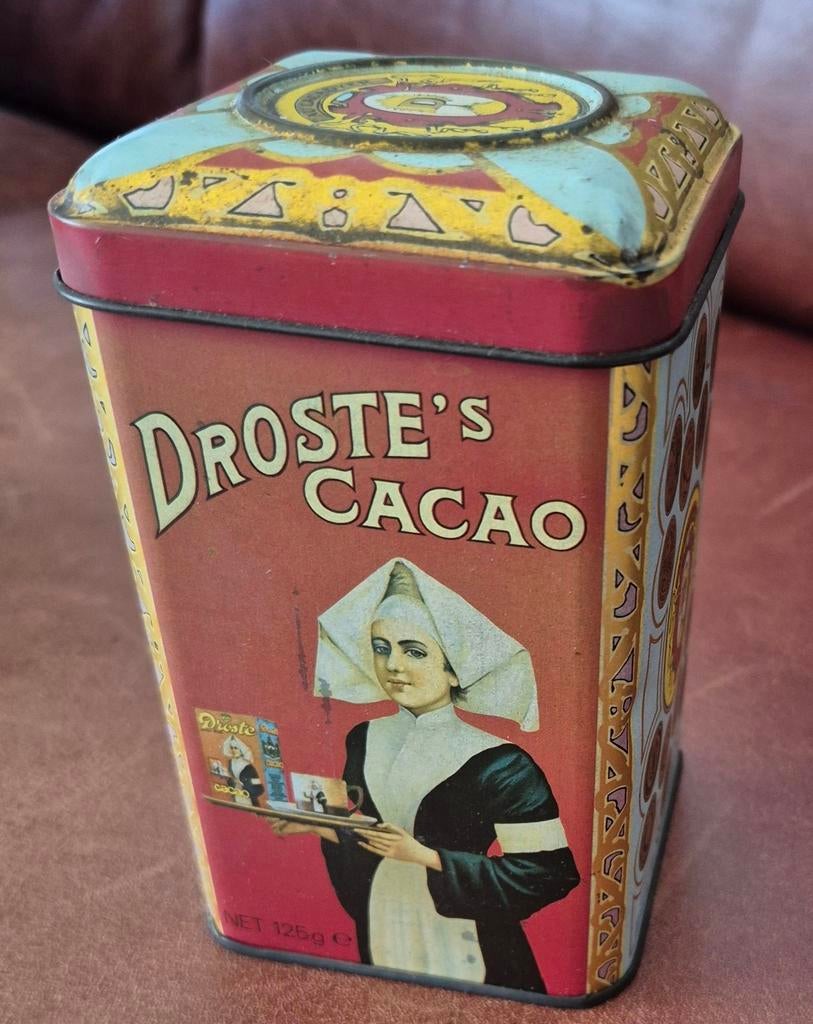 DROSTE'S
CACAO
Droste
CACAO
NET 125g e